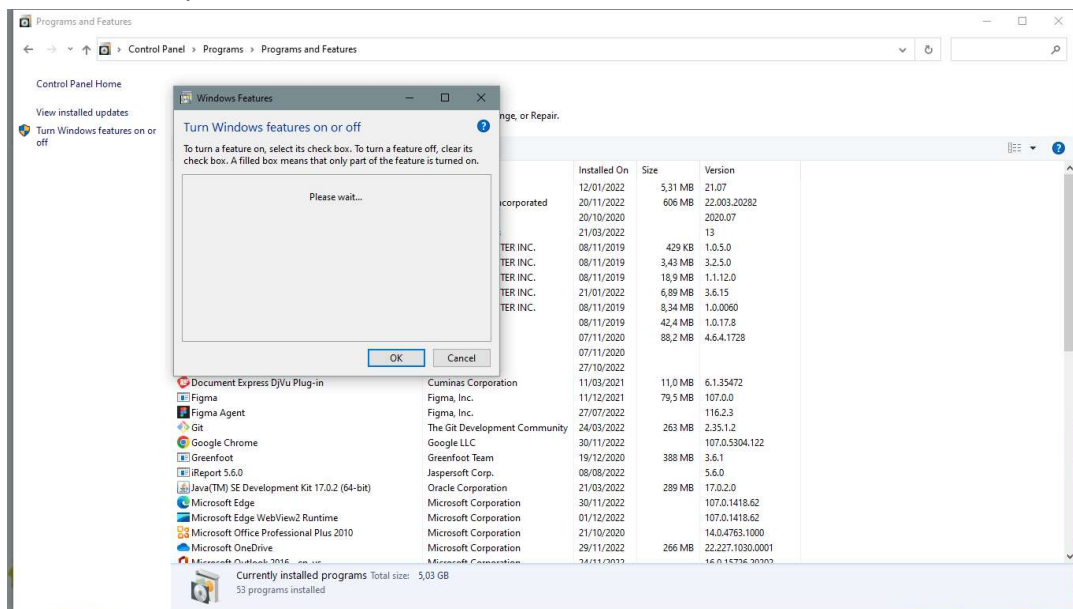 Programs and Features
Control Panel > Programs > Programs and Features
Control Panel Home
View installed updates
Turn Windows features on or
off
Windows Features
Turn Windows features on or off
To turn a feature on, select its check box. To turn a feature off, clear its
check box. A filled box means that only part of the feature is turned on.
Please wait...
OK Cancel
nge, or Repair.
Installed On Size Version
12/01/2022 5,31 MB 21.07
corporated 20/11/2022 606 MB 22.003.20282
20/10/2020 2020.07
21/03/2022 13
TER INC. 08/11/2019 429 KB 1.0.5.0
TER INC. 08/11/2019 3,43 MB 3.2.5.0
TER INC. 08/11/2019 18,9 MB 1.1.12.0
TER INC. 21/01/2022 6,89 MB 3.6.15
TER INC. 08/11/2019 8,34 MB 1.0.0060
08/11/2019 42,4 MB 1.0.17.8
07/11/2020 88,2 MB 4.6.4.1728
07/11/2020
27/10/2022
Document Express DjVu Plug-in Cuminas Corporation 11/03/2021 11,0 MB 6.1.35472
Figma Figma, Inc. 11/12/2021 79,5 MB 107.0.0
Figma Agent Figma, Inc. 27/07/2022 116.2.3
Git The Git Development Community 24/03/2022 263 MB 2.35.1.2
Google Chrome Google LLC 30/11/2022 107.0.5304.122
Greenfoot Greenfoot Team 19/12/2020 388 MB 3.6.1
iReport 5.6.0 Jaspersoft Corp. 08/08/2022 5.6.0
Java(TM) SE Development Kit 17.0.2 (64-bit) Oracle Corporation 21/03/2022 289 MB 17.0.2.0
Microsoft Edge Microsoft Corporation 30/11/2022 107.0.1418.62
Microsoft Edge WebView2 Runtime Microsoft Corporation 01/12/2022 107.0.1418.62
Microsoft Office Professional Plus 2010 Microsoft Corporation 21/10/2020 14.0.4763.1000
Microsoft OneDrive Microsoft Corporation 29/11/2022 266 MB 22.227.1030.0001
Microsoft Outlook 2016 - en-us Microsoft Corporation 24/11/2022 16.0.15726.20202
Currently installed programs Total size: 5,03 GB
53 programs installed